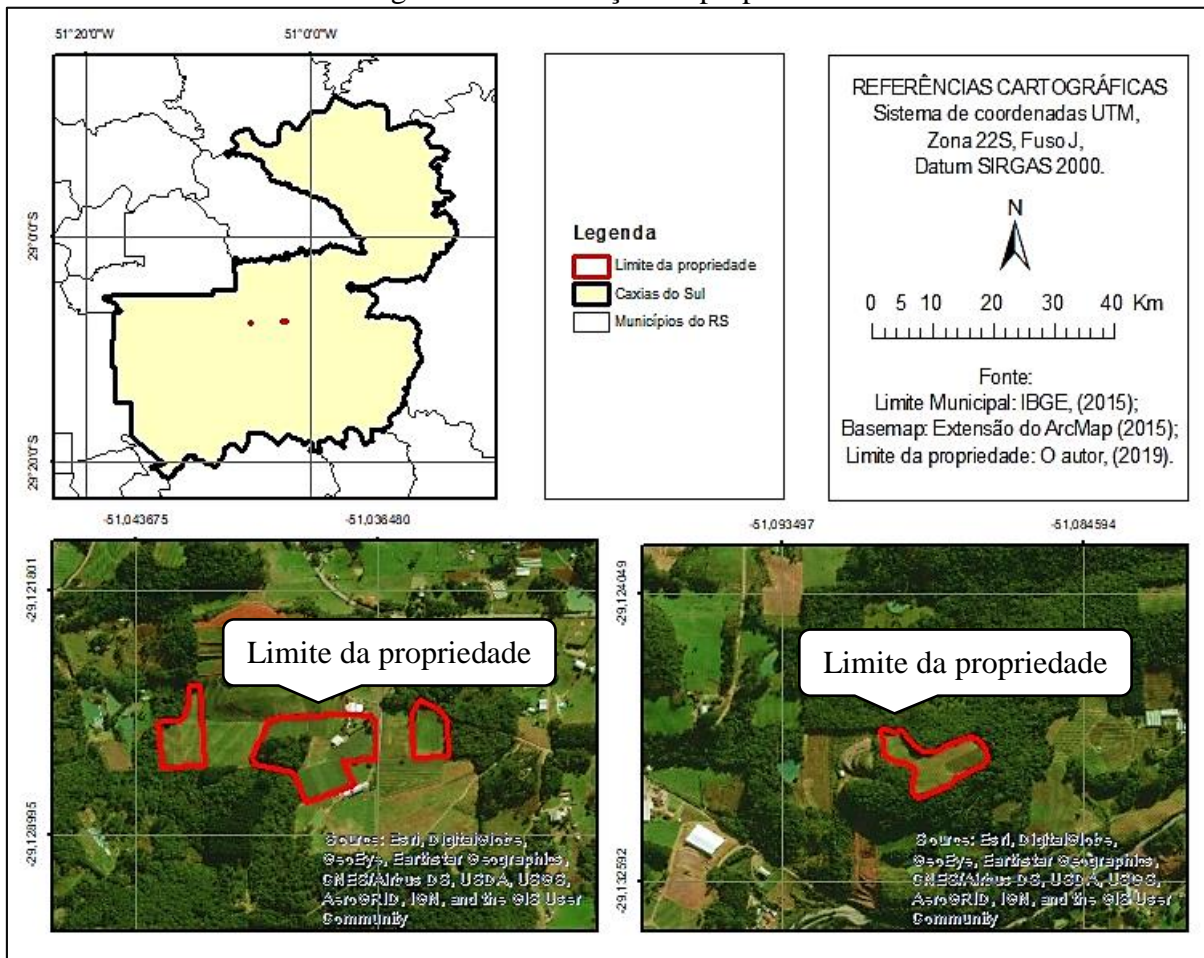 51°20'0"W
51°0'0"W
29°0'0"S
29°20'0"S
Legenda
Limite da propriedade
Caxias do Sul
Municípios do RS
REFERÊNCIAS CARTOGRÁFICAS
Sistema de coordenadas UTM,
Zona 22S, Fuso J,
Datum SIRGAS 2000.
N
0 5 10 20 30 40 Km
Fonte:
Limite Municipal: IBGE, (2015);
Basemap: Extensão do ArcMap (2015);
Limite da propriedade: O autor, (2019).
-51,043675
-51,036480
-29,121801
-29,128995
Limite da propriedade
Source: Esri, DigitalGlobe,
GeoEye, Earthstar Geographics,
CNES/Airbus DS, USDA, USGS,
AeroGRID, IGN, and the GIS User
Community
-51,093497
-51,084594
-29,124049
-29,132592
Limite da propriedade
Source: Esri, DigitalGlobe,
GeoEye, Earthstar Geographics,
CNES/Airbus DS, USDA, USGS,
AeroGRID, IGN, and the GIS User
Community